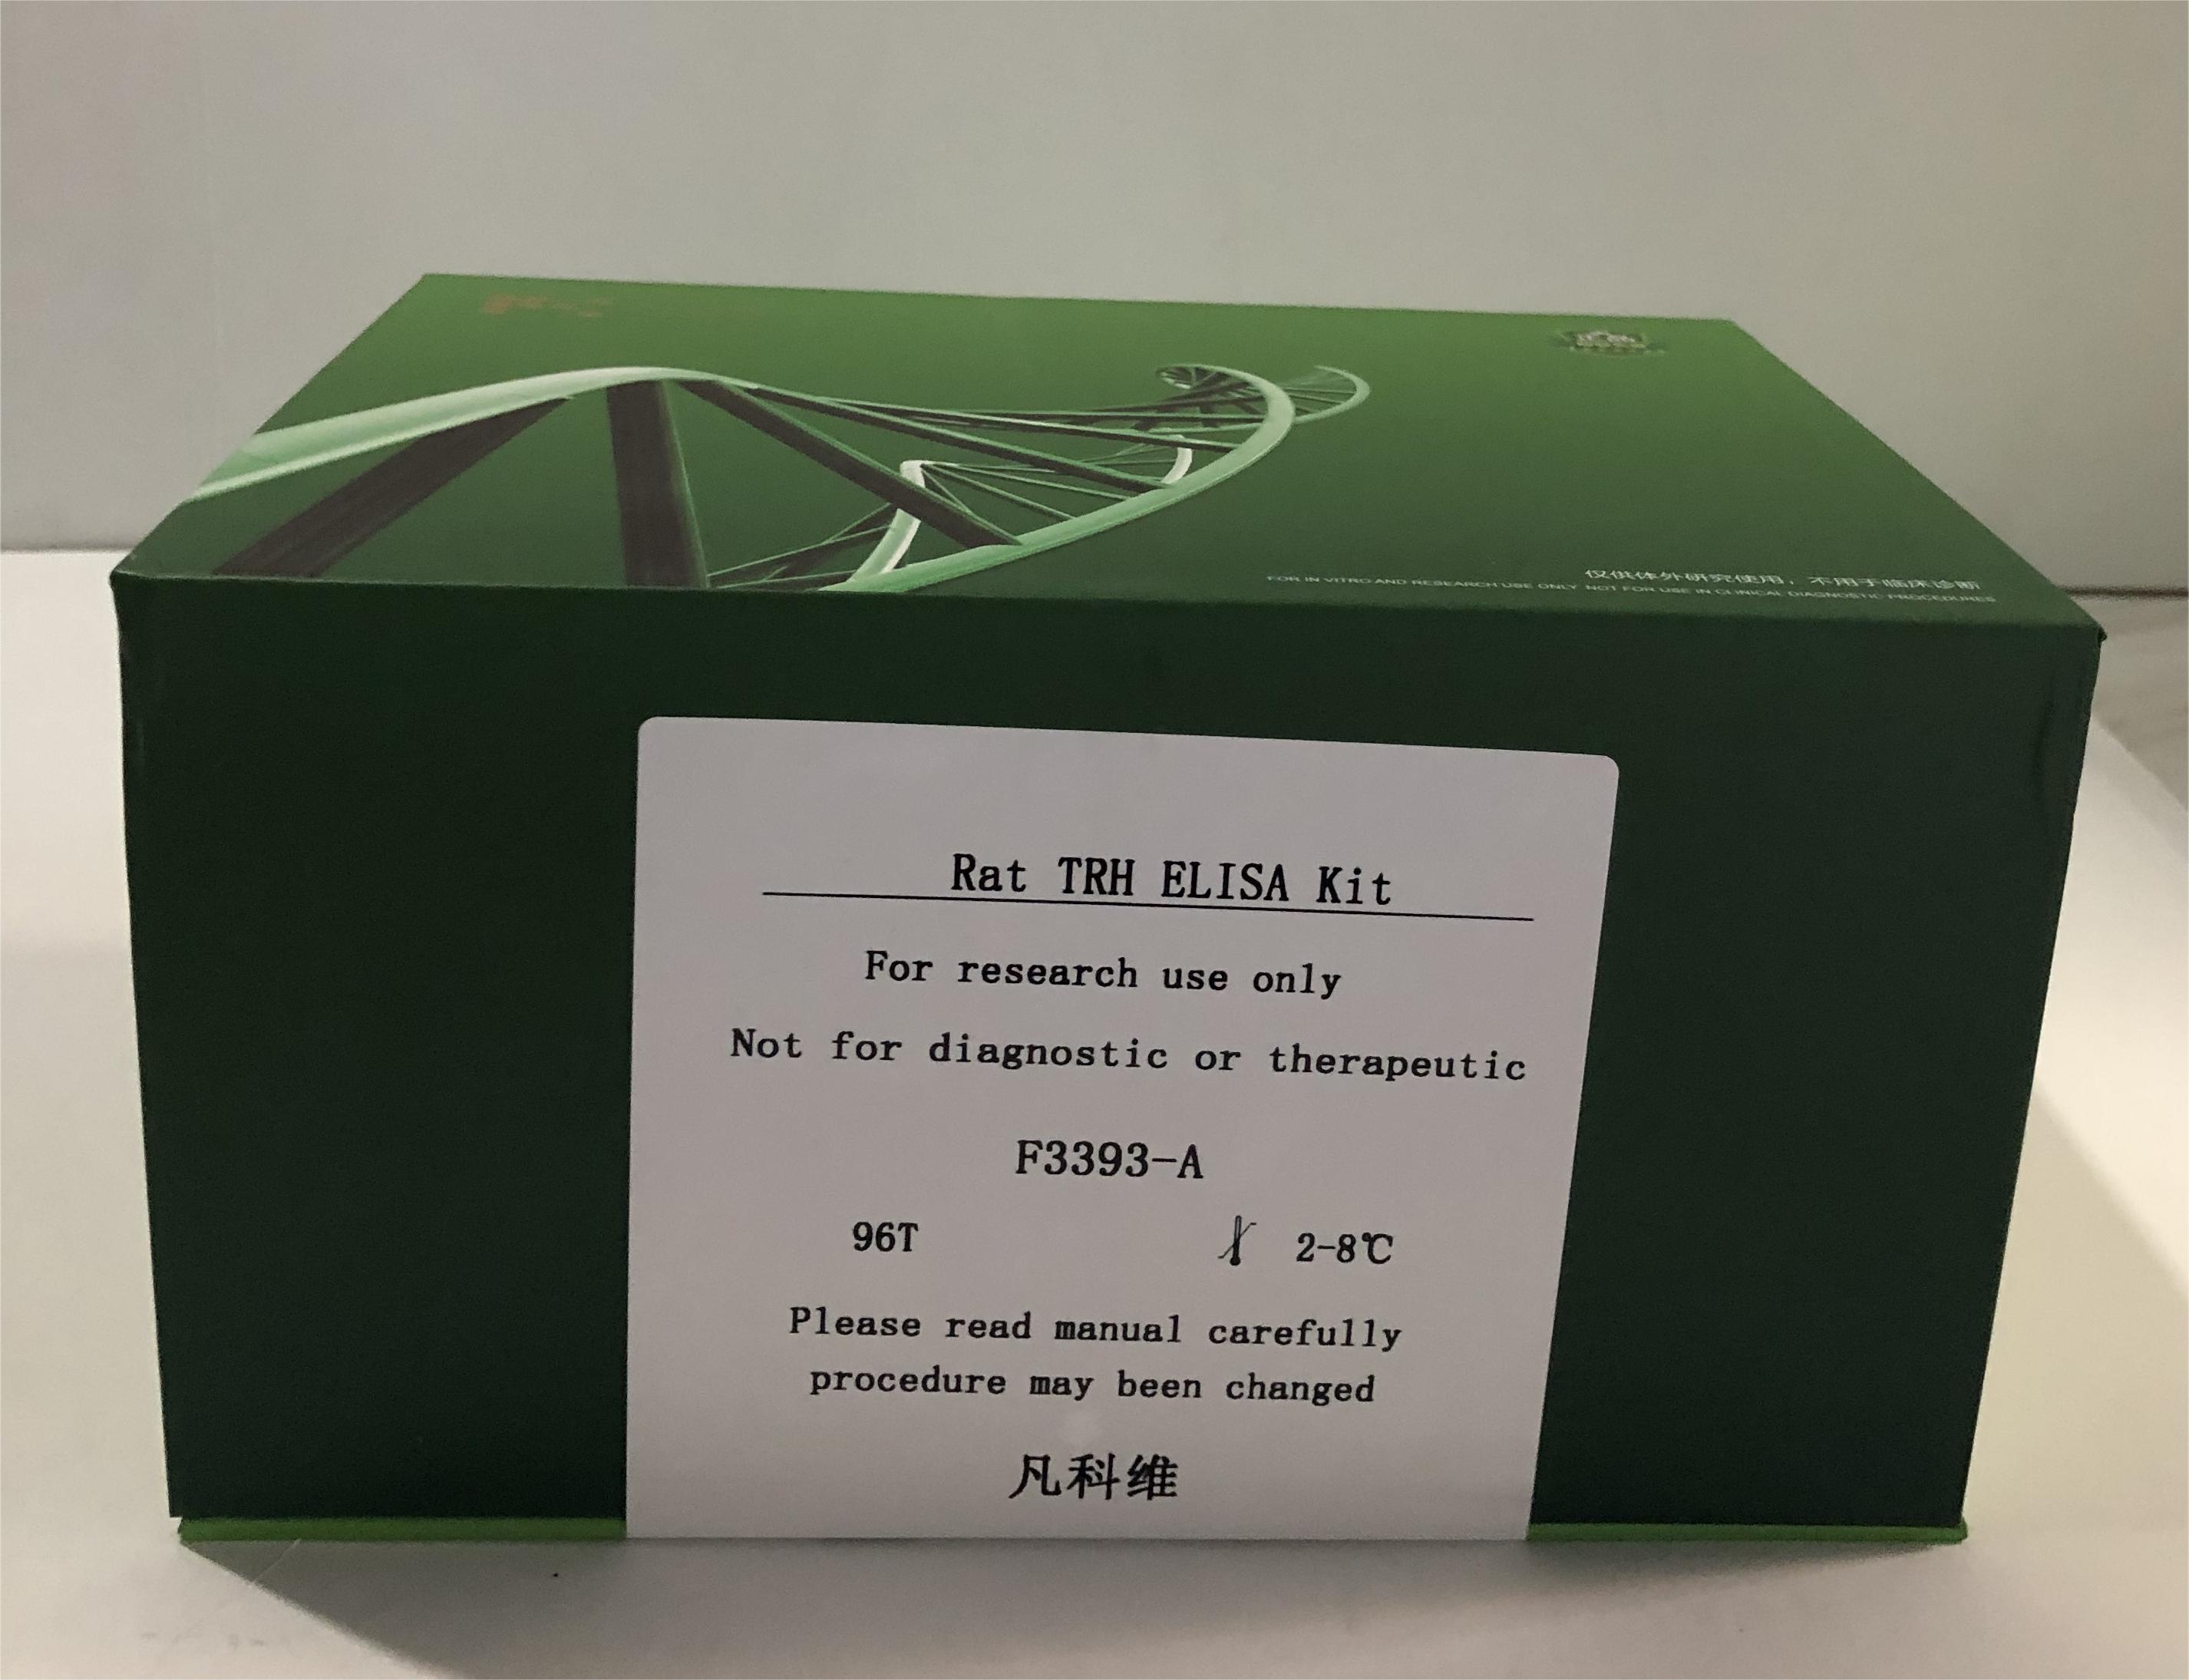 仅供体外研究使用，不用于临床诊断
FOR IN VITRO AND RESEARCH USE ONLY NOT FOR USE IN CLINICAL DIAGNOSTIC PROCEDURES
Rat TRH ELISA Kit
For research use only
Not for diagnostic or therapeutic
F3393-A
96T 2-8℃
Please read manual carefully
procedure may been changed
凡科维